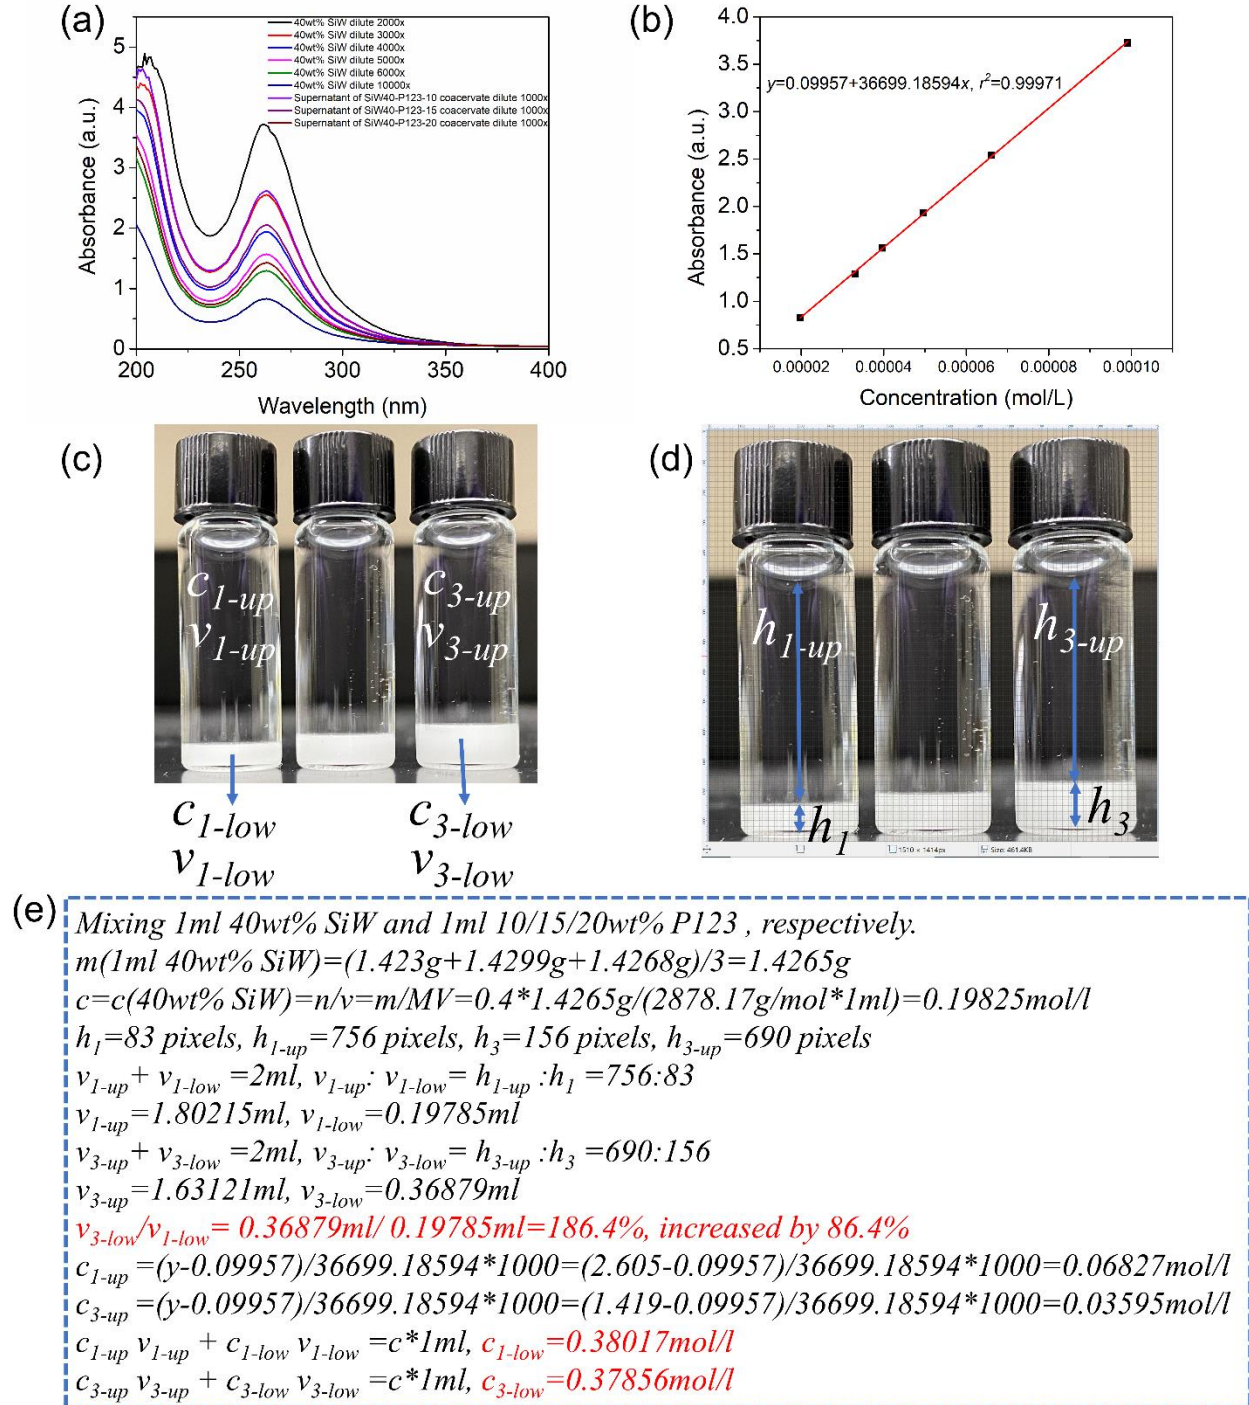 (a)
40wt% SiW dilute 2000x
40wt% SiW dilute 3000x
40wt% SiW dilute 4000x
40wt% SiW dilute 5000x
40wt% SiW dilute 6000x
40wt% SiW dilute 10000x
Supernatant of SiW40-P123-10 coacervate dilute 1000x
Supernatant of SiW40-P123-15 coacervate dilute 1000x
Supernatant of SiW40-P123-20 coacervate dilute 1000x
5
4
3
2
1
0
Absorbance (a.u.)
200 250 300 350 400
Wavelength (nm)
(b)
4.0
3.5
3.0
2.5
2.0
1.5
1.0
0.5
Absorbance (a.u.)
y=0.09957+36699.18594x, r²=0.99971
0.00002 0.00004 0.00006 0.00008 0.00010
Concentration (mol/L)
(c)
c1-up
v1-up
c3-up
v3-up
c1-low
v1-low
c3-low
v3-low
(d)
h1-up
h3-up
h1
h3
1510 × 1414px Size: 461.4KB
(e)
Mixing 1ml 40wt% SiW and 1ml 10/15/20wt% P123 , respectively.
m(1ml 40wt% SiW)=(1.423g+1.4299g+1.4268g)/3=1.4265g
c=c(40wt% SiW)=n/v=m/MV=0.4*1.4265g/(2878.17g/mol*1ml)=0.19825mol/l
h1=83 pixels, h1-up=756 pixels, h3=156 pixels, h3-up=690 pixels
v1-up+ v1-low =2ml, v1-up: v1-low= h1-up :h1 =756:83
v1-up=1.80215ml, v1-low=0.19785ml
v3-up+ v3-low =2ml, v3-up: v3-low= h3-up :h3 =690:156
v3-up=1.63121ml, v3-low=0.36879ml
v3-low/v1-low= 0.36879ml/ 0.19785ml=186.4%, increased by 86.4%
c1-up =(y-0.09957)/36699.18594*1000=(2.605-0.09957)/36699.18594*1000=0.06827mol/l
c3-up =(y-0.09957)/36699.18594*1000=(1.419-0.09957)/36699.18594*1000=0.03595mol/l
c1-up v1-up + c1-low v1-low =c*1ml, c1-low=0.38017mol/l
c3-up v3-up + c3-low v3-low =c*1ml, c3-low=0.37856mol/l